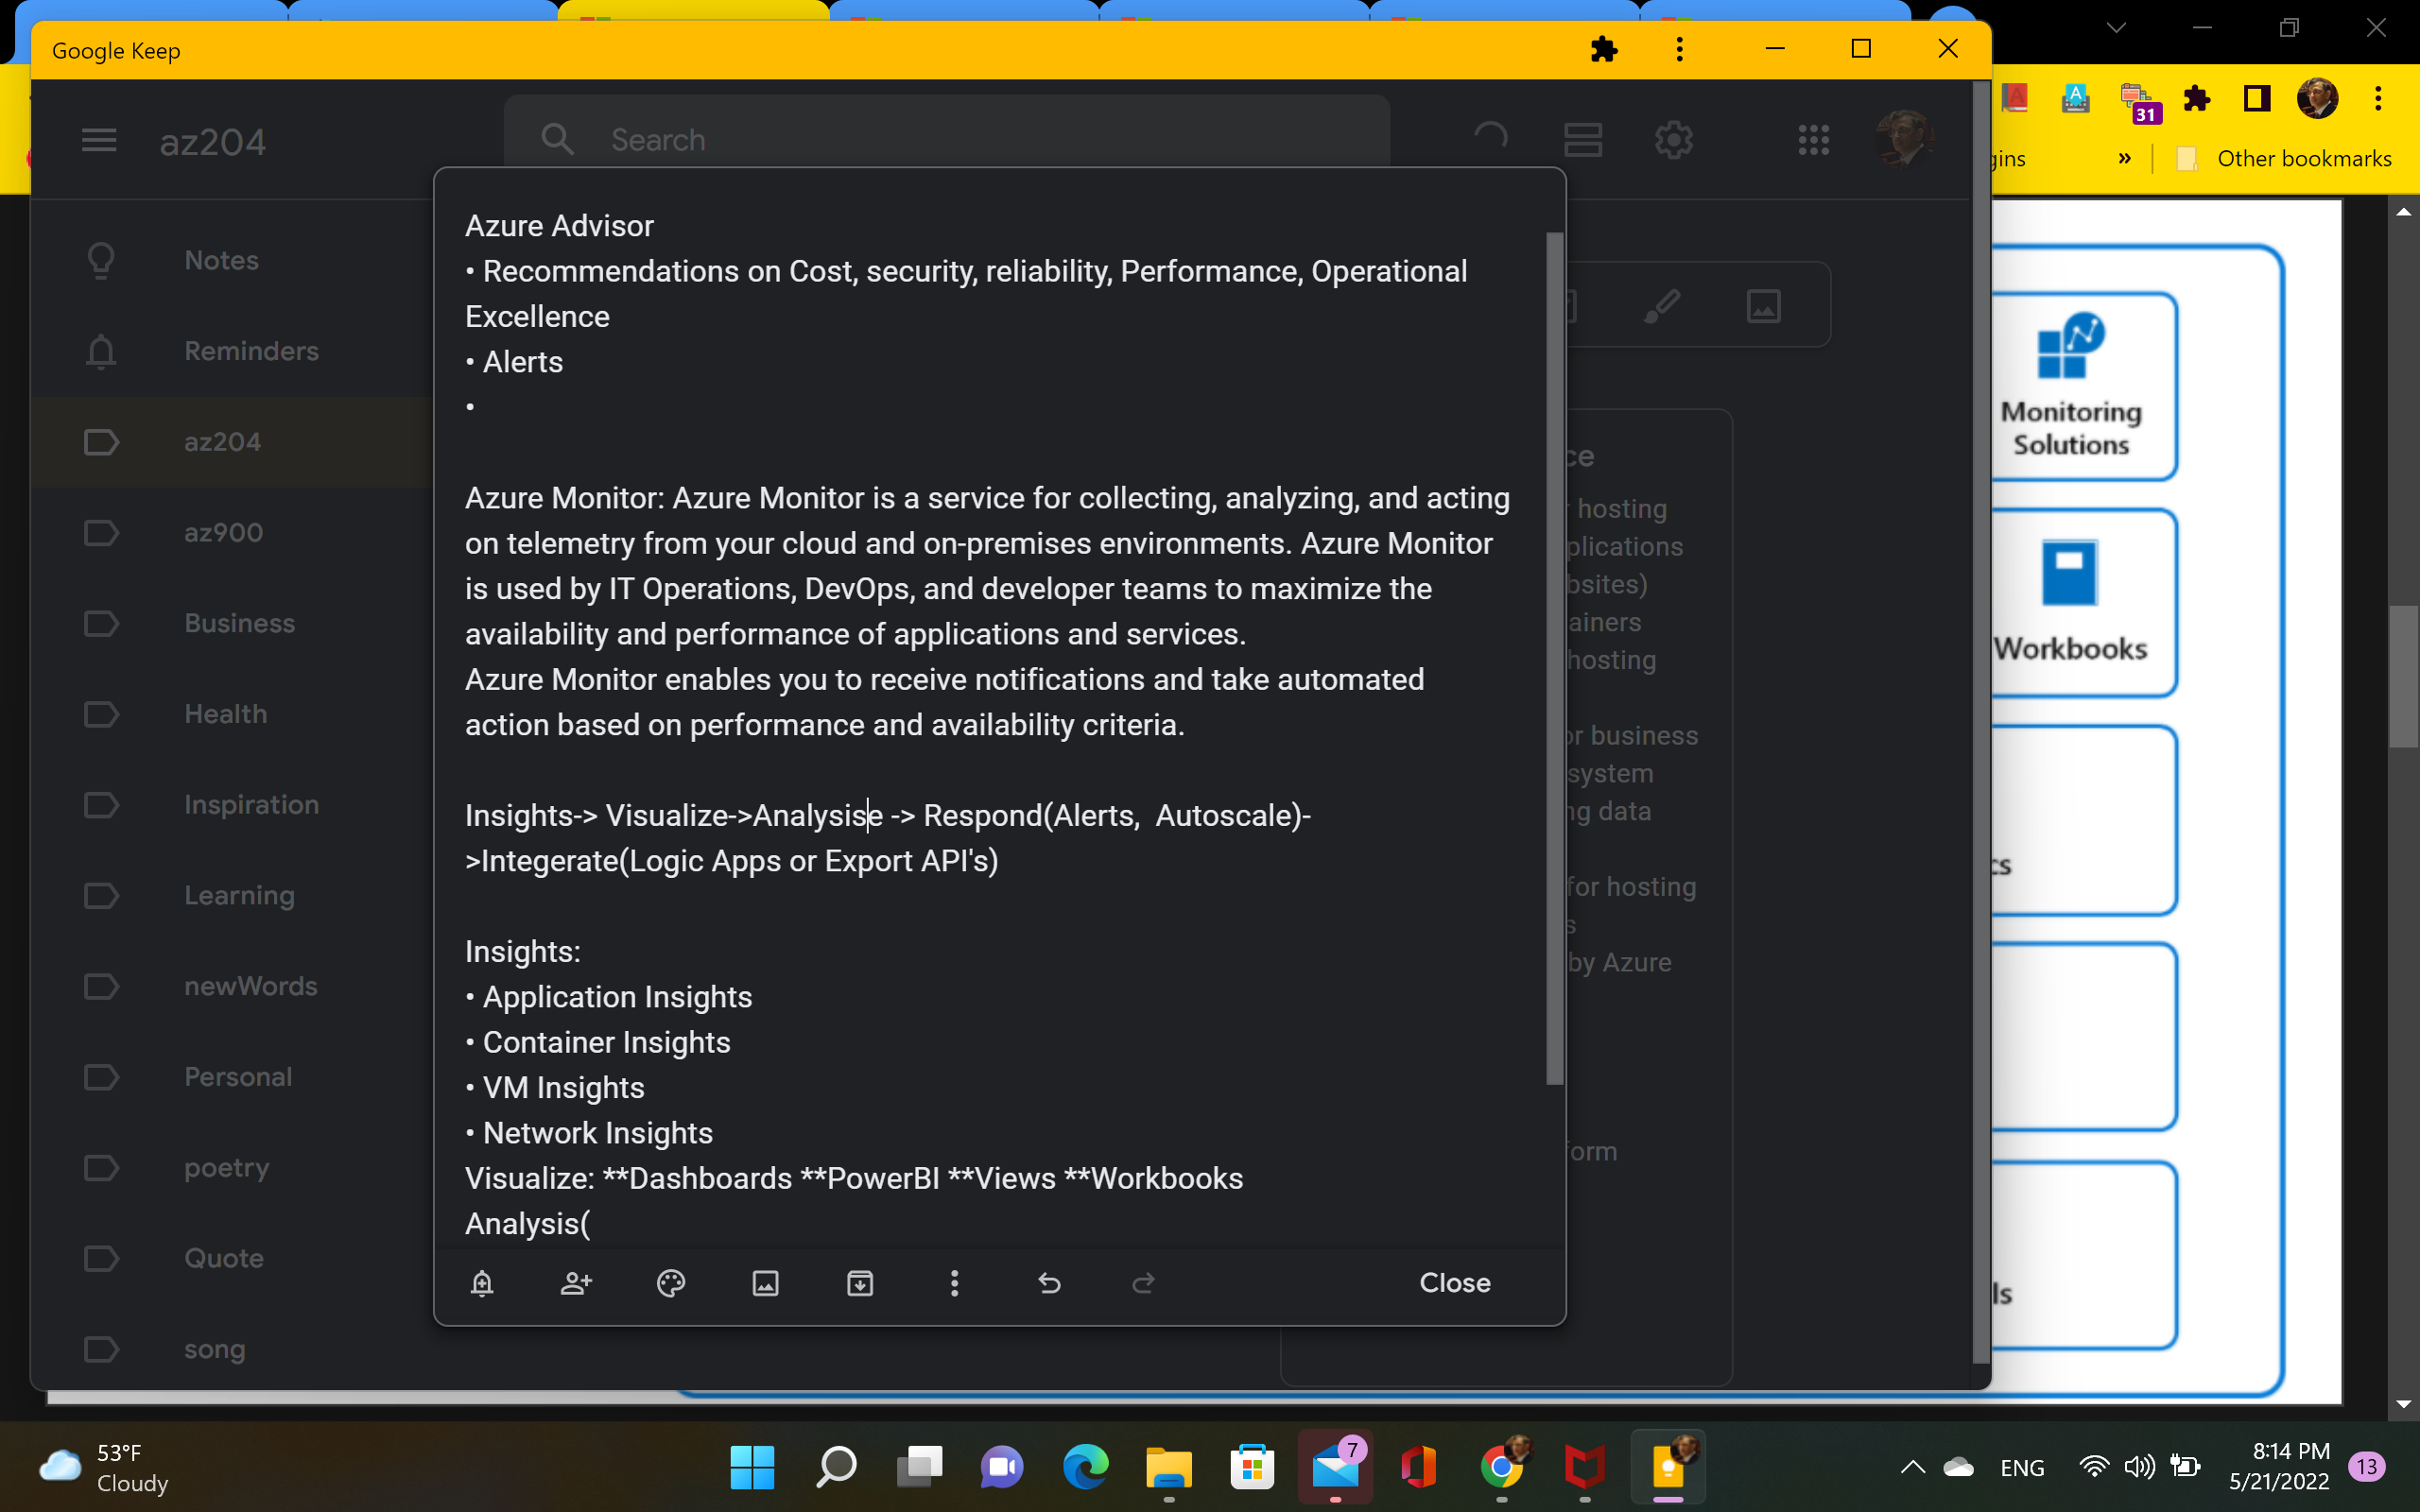 Google Keep
az204
Search
31
gins
»
Other bookmarks
Notes
Reminders
az204
az900
Business
Health
Inspiration
Learning
newWords
Personal
poetry
Quote
song
Azure Advisor
• Recommendations on Cost, security, reliability, Performance, Operational
Excellence
• Alerts
•
Azure Monitor: Azure Monitor is a service for collecting, analyzing, and acting
on telemetry from your cloud and on-premises environments. Azure Monitor
is used by IT Operations, DevOps, and developer teams to maximize the
availability and performance of applications and services.
Azure Monitor enables you to receive notifications and take automated
action based on performance and availability criteria.
Insights-> Visualize->Analysise -> Respond(Alerts,  Autoscale)-
>Integerate(Logic Apps or Export API's)
Insights:
• Application Insights
• Container Insights
• VM Insights
• Network Insights
Visualize: **Dashboards **PowerBI **Views **Workbooks
Analysis(
Close
ce
hosting
plications
bsites)
ainers
hosting
or business
system
ng data
for hosting
s
by Azure
form
Monitoring
Solutions
Workbooks
cs
ls
53°F
Cloudy
7
ENG
8:14 PM
5/21/2022
13